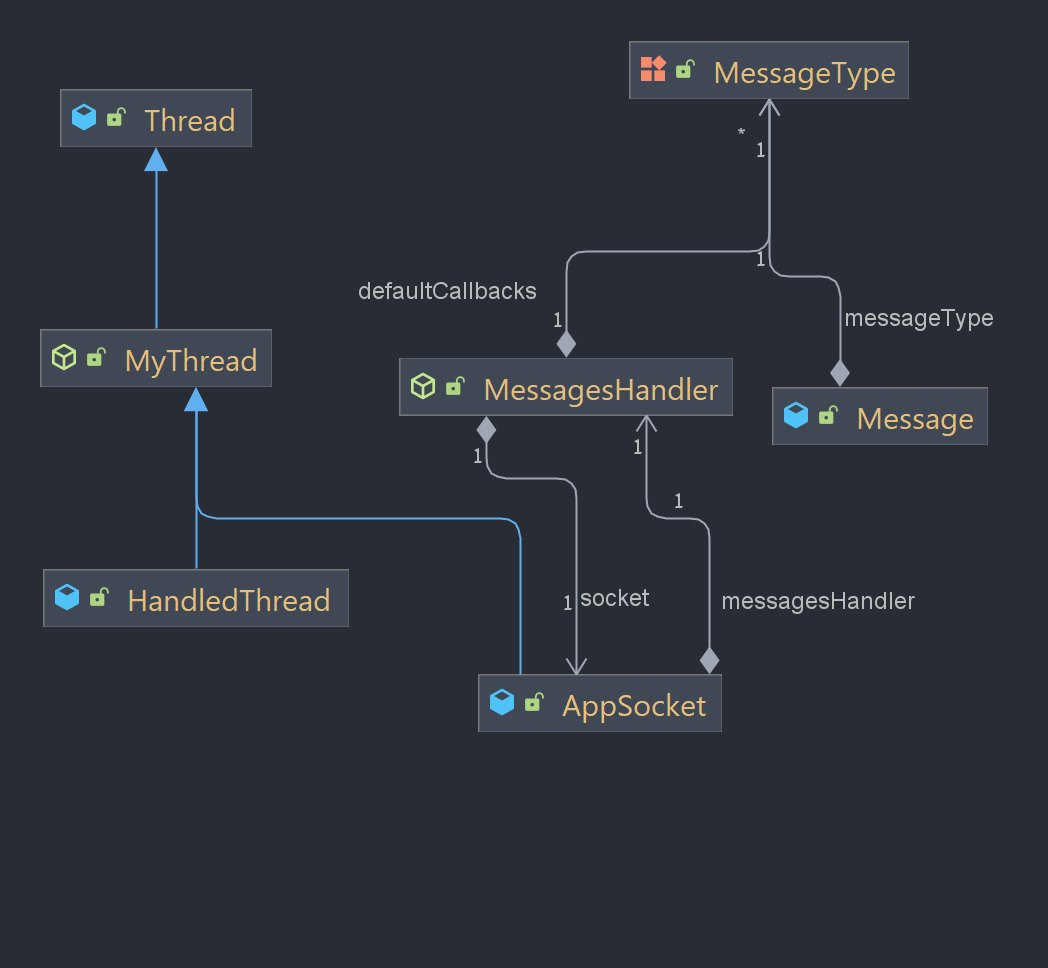 MessageType
Thread
*
1
1
defaultCallbacks
1
messageType
MyThread
MessagesHandler
Message
1
1
1
HandledThread
1
socket
messagesHandler
AppSocket